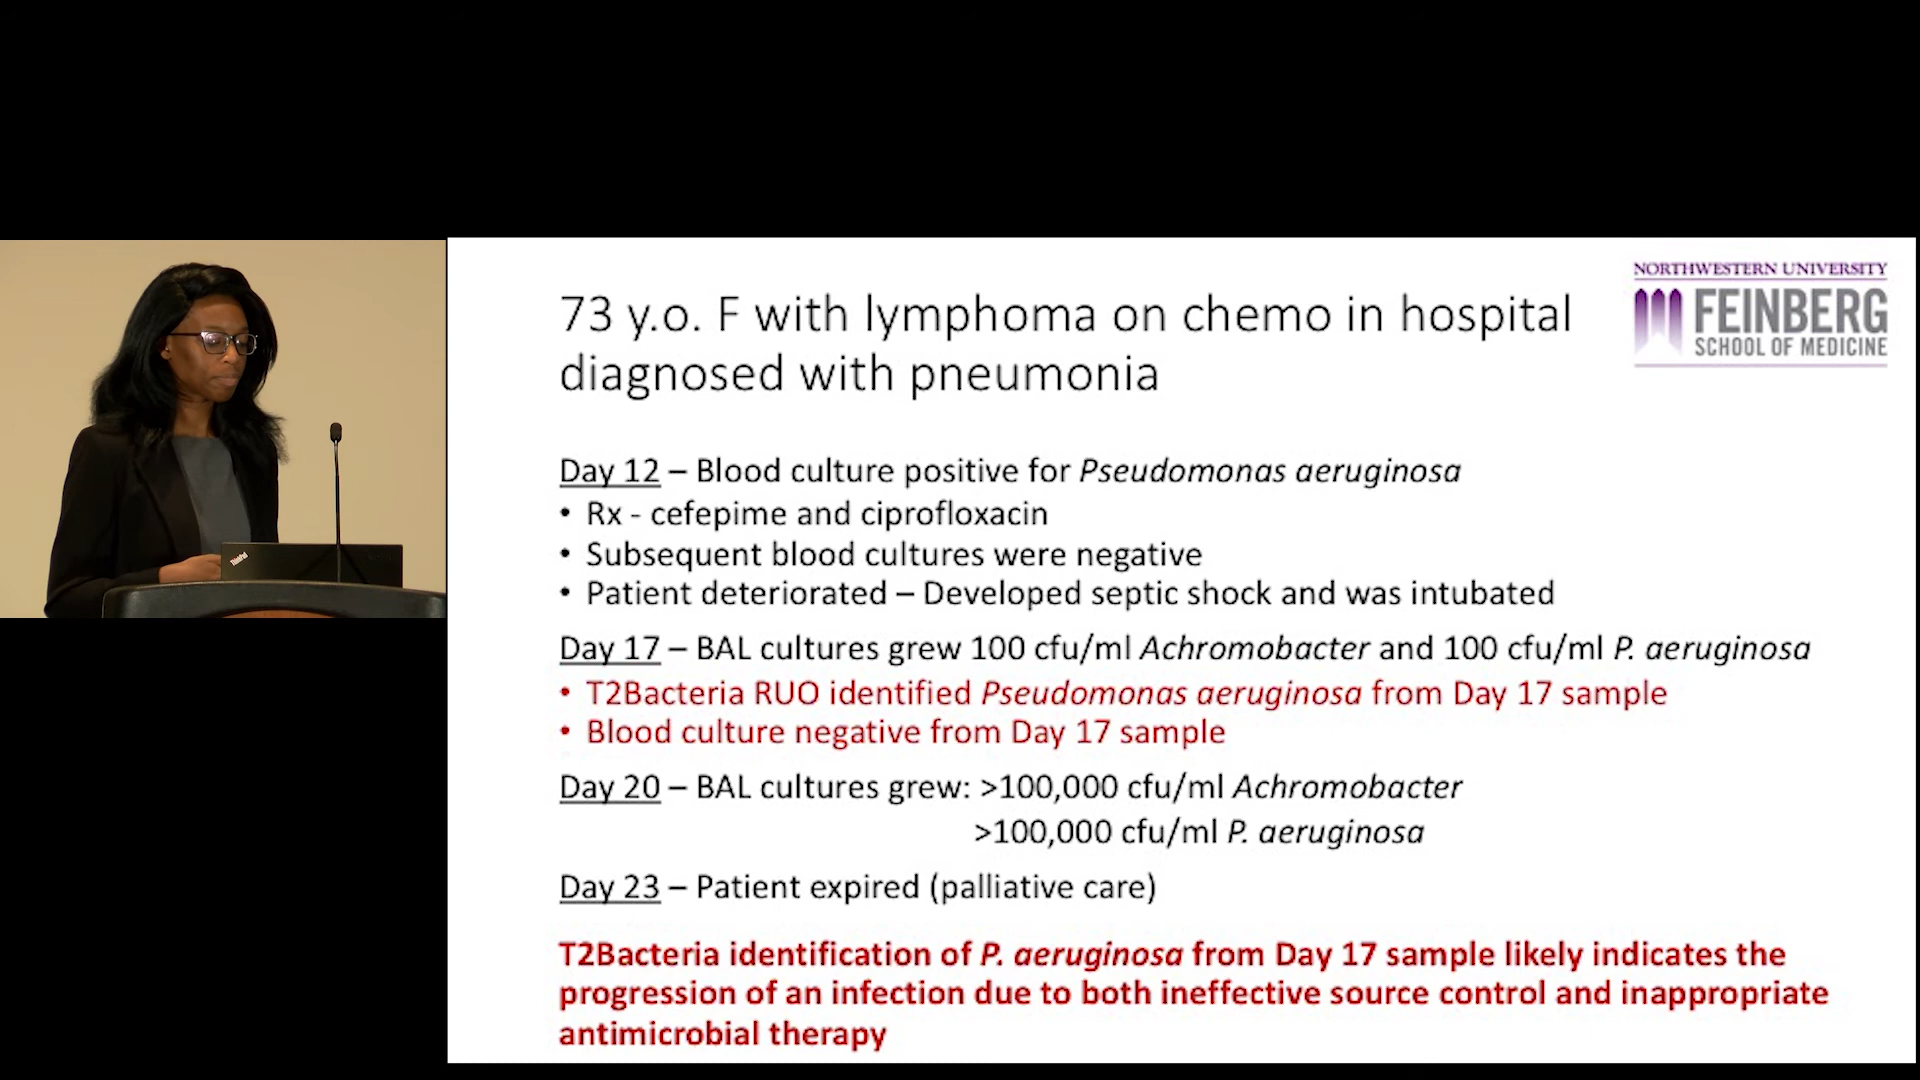 NORTHWESTERN UNIVERSITY
FEINBERG
SCHOOL OF MEDICINE
73 y.o. F with lymphoma on chemo in hospital
diagnosed with pneumonia
Day 12 – Blood culture positive for Pseudomonas aeruginosa
• Rx - cefepime and ciprofloxacin
• Subsequent blood cultures were negative
• Patient deteriorated – Developed septic shock and was intubated
Day 17 – BAL cultures grew 100 cfu/ml Achromobacter and 100 cfu/ml P. aeruginosa
• T2Bacteria RUO identified Pseudomonas aeruginosa from Day 17 sample
• Blood culture negative from Day 17 sample
Day 20 – BAL cultures grew: >100,000 cfu/ml Achromobacter
>100,000 cfu/ml P. aeruginosa
Day 23 – Patient expired (palliative care)
T2Bacteria identification of P. aeruginosa from Day 17 sample likely indicates the
progression of an infection due to both ineffective source control and inappropriate
antimicrobial therapy
ThinkPad